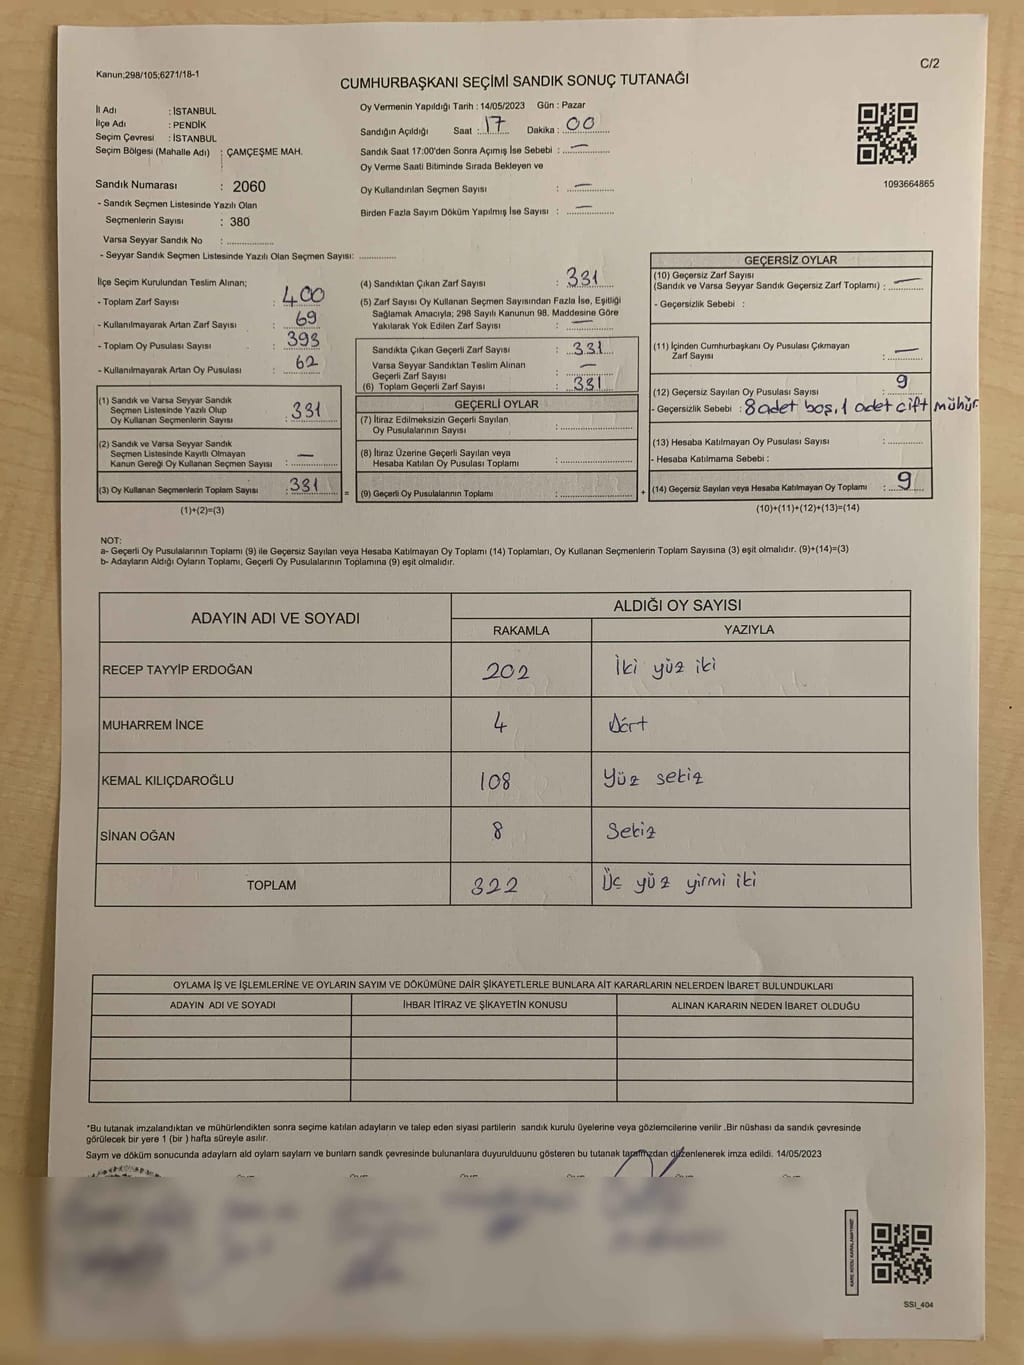 Kanun;298/105;6271/18-1
C/2
CUMHURBAŞKANI SEÇİMİ SANDIK SONUÇ TUTANAĞI
İl Adı : İSTANBUL
İlçe Adı : PENDİK
Seçim Çevresi : İSTANBUL
Seçim Bölgesi (Mahalle Adı) : ÇAMÇEŞME MAH.
Sandık Numarası : 2060
- Sandık Seçmen Listesinde Yazılı Olan
Seçmenlerin Sayısı : 380
Varsa Seyyar Sandık No : ..............
- Seyyar Sandık Seçmen Listesinde Yazılı Olan Seçmen Sayısı: ............
Oy Vermenin Yapıldığı Tarih : 14/05/2023 Gün : Pazar
Sandığın Açıldığı Saat : 17 Dakika : 00
Sandık Saat 17:00'den Sonra Açımış İse Sebebi : —
Oy Verme Saati Bitiminde Sırada Bekleyen ve
Oy Kullandırılan Seçmen Sayısı : —
Birden Fazla Sayım Döküm Yapılmış İse Sayısı : —
1093664865
İlçe Seçim Kurulundan Teslim Alınan;
- Toplam Zarf Sayısı : 400
- Kullanılmayarak Artan Zarf Sayısı : 69
- Toplam Oy Pusulası Sayısı : 393
- Kullanılmayarak Artan Oy Pusulası : 62
(1) Sandık ve Varsa Seyyar Sandık
Seçmen Listesinde Yazılı Olup
Oy Kullanan Seçmenlerin Sayısı : 331
(2) Sandık ve Varsa Seyyar Sandık
Seçmen Listesinde Kayıtlı Olmayan
Kanun Gereği Oy Kullanan Seçmen Sayısı : —
(3) Oy Kullanan Seçmenlerin Toplam Sayısı : 331 =
(1)+(2)=(3)
(4) Sandıktan Çıkan Zarf Sayısı : 331
(5) Zarf Sayısı Oy Kullanan Seçmen Sayısından Fazla İse, Eşitliği
Sağlamak Amacıyla; 298 Sayılı Kanunun 98. Maddesine Göre
Yakılarak Yok Edilen Zarf Sayısı : —
Sandıkta Çıkan Geçerli Zarf Sayısı : 331
Varsa Seyyar Sandıktan Teslim Alınan
Geçerli Zarf Sayısı : —
(6) Toplam Geçerli Zarf Sayısı : 331
GEÇERLİ OYLAR
(7) İtiraz Edilmeksizin Geçerli Sayılan
Oy Pusulalarının Sayısı : ..............
(8) İtiraz Üzerine Geçerli Sayılan veya
Hesaba Katılan Oy Pusulası Toplamı : ..............
(9) Geçerli Oy Pusulalarının Toplamı : .............. +
GEÇERSİZ OYLAR
(10) Geçersiz Zarf Sayısı
(Sandık ve Varsa Seyyar Sandık Geçersiz Zarf Toplamı) : —
- Geçersizlik Sebebi :
(11) İçinden Cumhurbaşkanı Oy Pusulası Çıkmayan
Zarf Sayısı : —
(12) Geçersiz Sayılan Oy Pusulası Sayısı : 9
- Geçersizlik Sebebi : 8 adet boş, 1 adet çift mühür
(13) Hesaba Katılmayan Oy Pusulası Sayısı : ............
- Hesaba Katılmama Sebebi :
(14) Geçersiz Sayılan veya Hesaba Katılmayan Oy Toplamı : 9
(10)+(11)+(12)+(13)=(14)
NOT:
a- Geçerli Oy Pusulalarının Toplamı (9) ile Geçersiz Sayılan veya Hesaba Katılmayan Oy Toplamı (14) Toplamları, Oy Kullanan Seçmenlerin Toplam Sayısına (3) eşit olmalıdır. (9)+(14)=(3)
b- Adayların Aldığı Oyların Toplamı, Geçerli Oy Pusulalarının Toplamına (9) eşit olmalıdır.
ADAYIN ADI VE SOYADI
ALDIĞI OY SAYISI
RAKAMLA YAZIYLA
RECEP TAYYİP ERDOĞAN 202 İki yüz iki
MUHARREM İNCE 4 Dört
KEMAL KILIÇDAROĞLU 108 Yüz sekiz
SİNAN OĞAN 8 Sekiz
TOPLAM 322 Üç yüz yirmi iki
OYLAMA İŞ VE İŞLEMLERİNE VE OYLARIN SAYIM VE DÖKÜMÜNE DAİR ŞİKAYETLERLE BUNLARA AİT KARARLARIN NELERDEN İBARET BULUNDUKLARI
ADAYIN ADI VE SOYADI İHBAR İTİRAZ VE ŞİKAYETİN KONUSU ALINAN KARARIN NEDEN İBARET OLDUĞU
*Bu tutanak imzalandıktan ve mühürlendikten sonra seçime katılan adayların ve talep eden siyasi partilerin sandık kurulu üyelerine veya gözlemcilerine verilir .Bir nüshası da sandık çevresinde
görülecek bir yere 1 (bir ) hafta süreyle asılır.
Saym ve döküm sonucunda adaylarn ald oylarn saylarn ve bunlarn sandk çevresinde bulunanlara duyurulduunu gösteren bu tutanak tarafmzdan düzenlenerek imza edildi. 14/05/2023
KARE KODU KARALAMAYINIZ
SSI_404